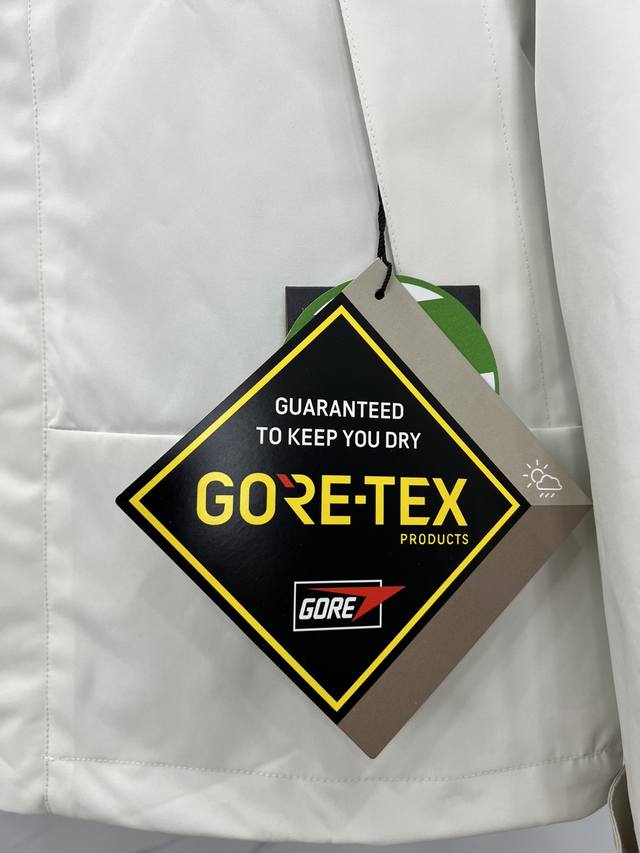 GUARANTEED
TO KEEP YOU DRY
GORE-TEX
PRODUCTS
GORE